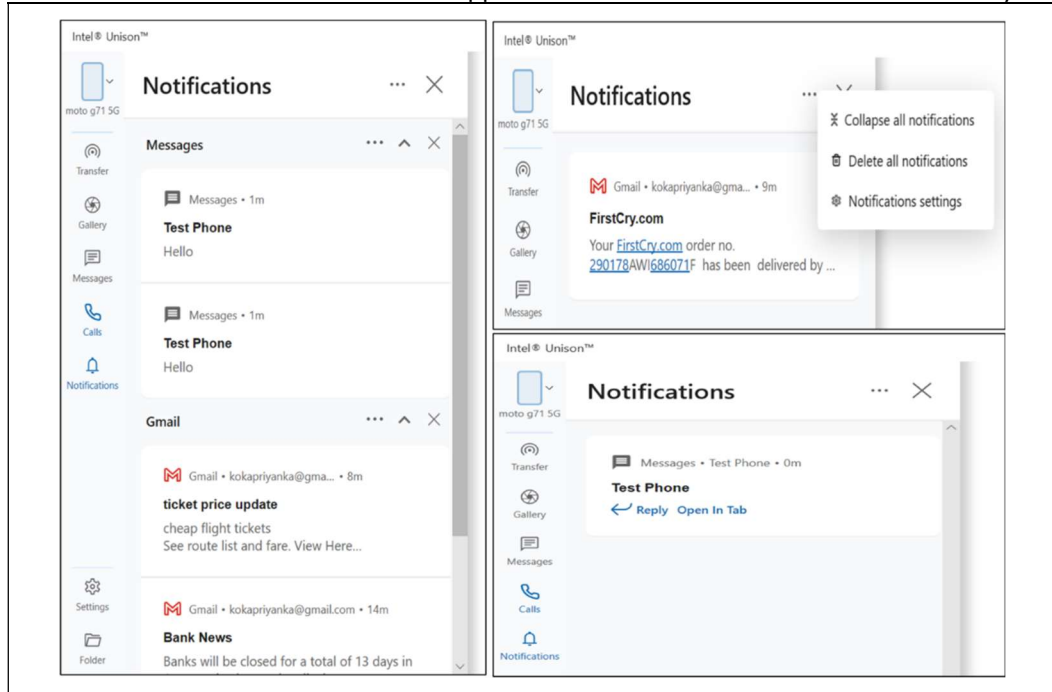 Intel® Unison™
moto g71 5G
Transfer
Gallery
Messages
Calls
Notifications
Settings
Folder
Notifications
Messages
Messages • 1m
Test Phone
Hello
Messages • 1m
Test Phone
Hello
Gmail
Gmail • kokapriyanka@gma... • 8m
ticket price update
cheap flight tickets
See route list and fare. View Here...
Gmail • kokapriyanka@gmail.com • 14m
Bank News
Banks will be closed for a total of 13 days in
Intel® Unison™
moto g71 5G
Transfer
Gallery
Messages
Notifications
Collapse all notifications
Delete all notifications
Notifications settings
Gmail • kokapriyanka@gma... • 9m
FirstCry.com
Your FirstCry.com order no.
290178AWI686071F has been delivered by ...
Intel® Unison™
moto g71 5G
Transfer
Gallery
Messages
Calls
Notifications
Notifications
Messages • Test Phone • 0m
Test Phone
Reply Open In Tab